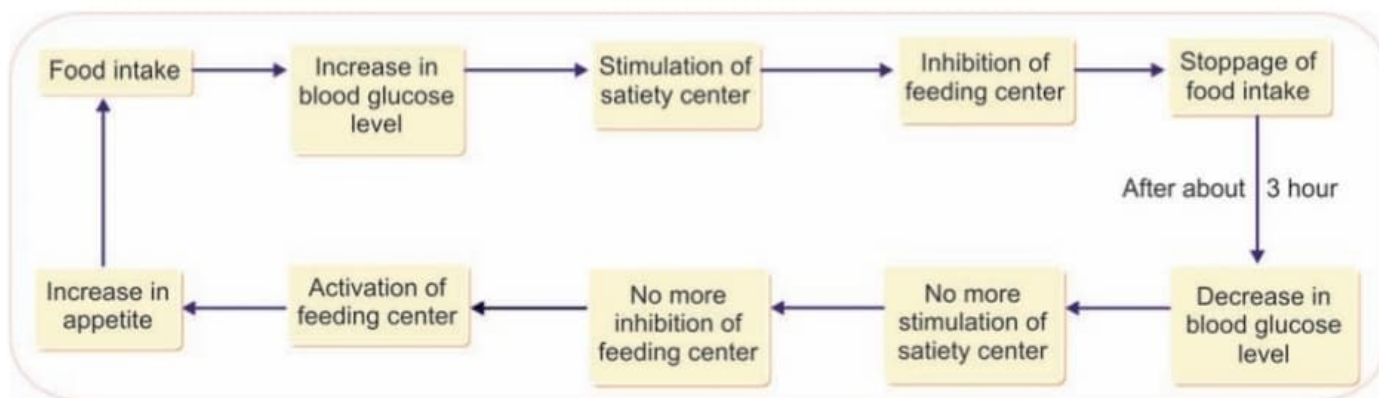 Food intake
Increase in
blood glucose
level
Stimulation of
satiety center
Inhibition of
feeding center
Stoppage of
food intake
After about 3 hour
Increase in
appetite
Activation of
feeding center
No more
inhibition of
feeding center
No more
stimulation of
satiety center
Decrease in
blood glucose
level